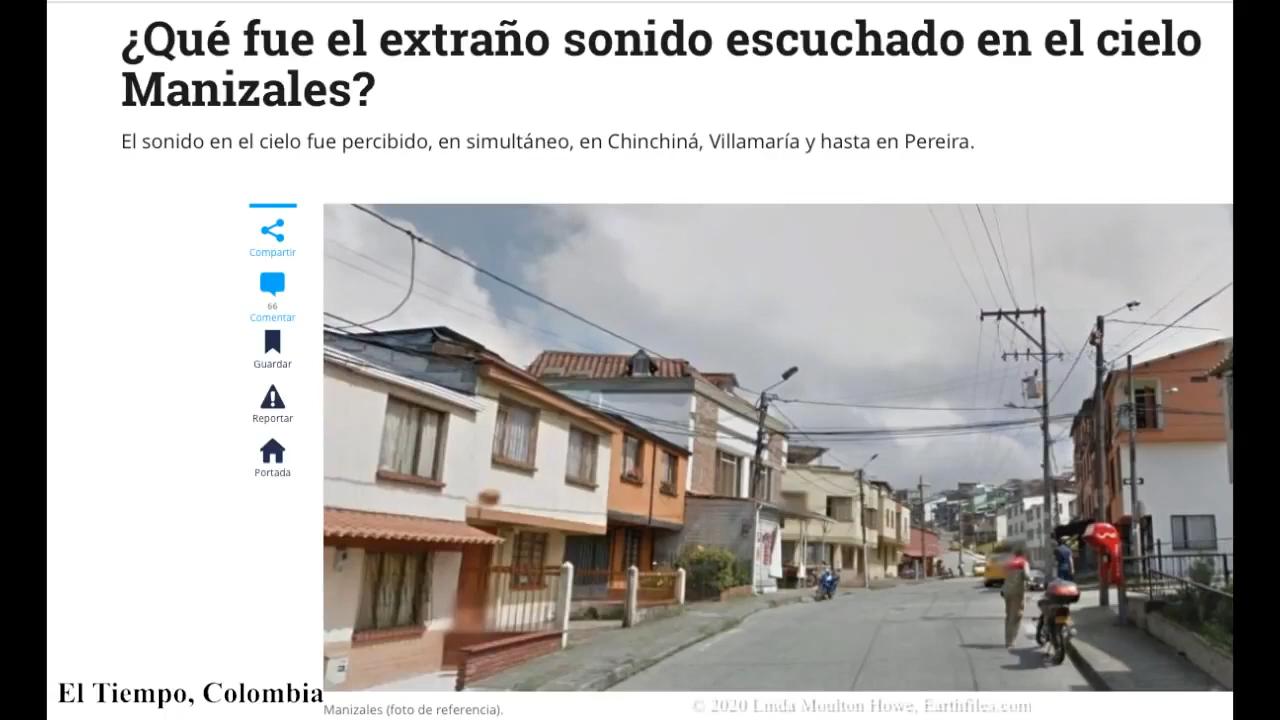 ¿Qué fue el extraño sonido escuchado en el cielo
Manizales?
El sonido en el cielo fue percibido, en simultáneo, en Chinchiná, Villamaría y hasta en Pereira.
Compartir
66
Comentar
Guardar
Reportar
Portada
El Tiempo, Colombia
Manizales (foto de referencia).
© 2020 Linda Moulton Howe, Earthfiles.com